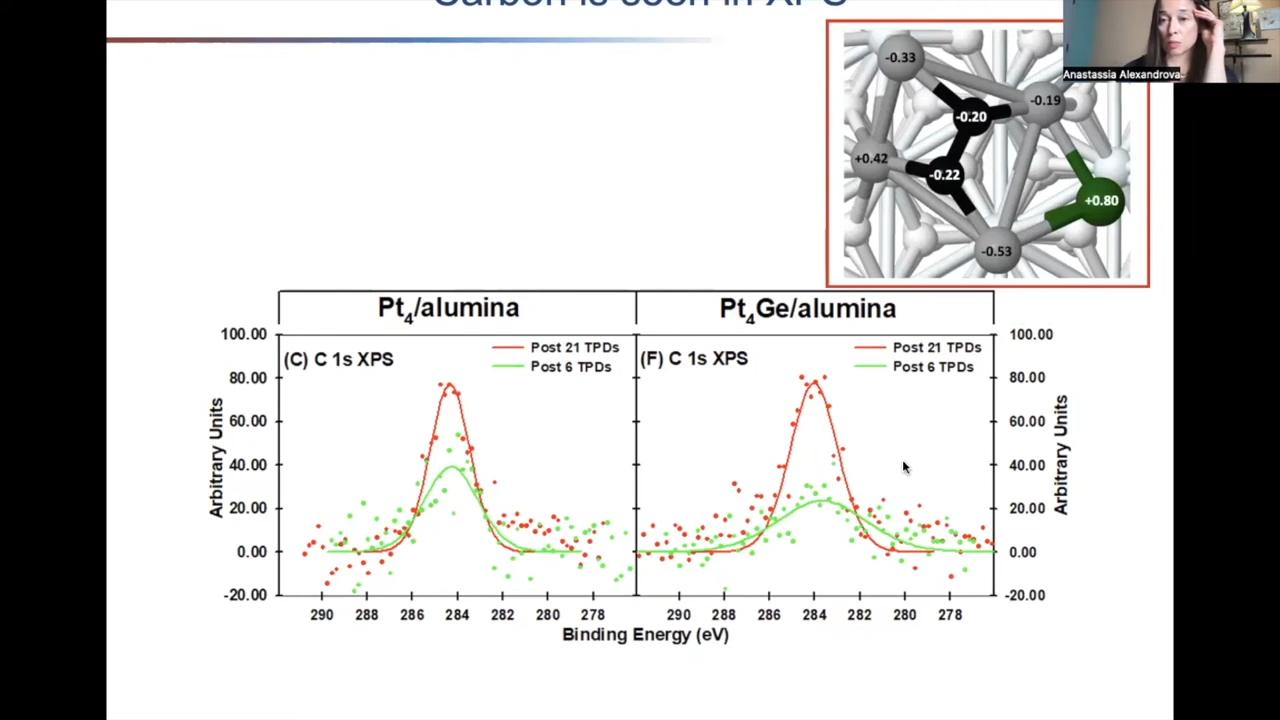 Carbon is seen in XPS
Anastassia Alexandrova
-0.33
-0.19
-0.20
+0.42
-0.22
+0.80
-0.53
Pt4/alumina
Pt4Ge/alumina
100.00
80.00
60.00
40.00
20.00
0.00
-20.00
Arbitrary Units
(C) C 1s XPS
Post 21 TPDs
Post 6 TPDs
(F) C 1s XPS
Post 21 TPDs
Post 6 TPDs
100.00
80.00
60.00
40.00
20.00
0.00
-20.00
Arbitrary Units
290 288 286 284 282 280 278
290 288 286 284 282 280 278
Binding Energy (eV)